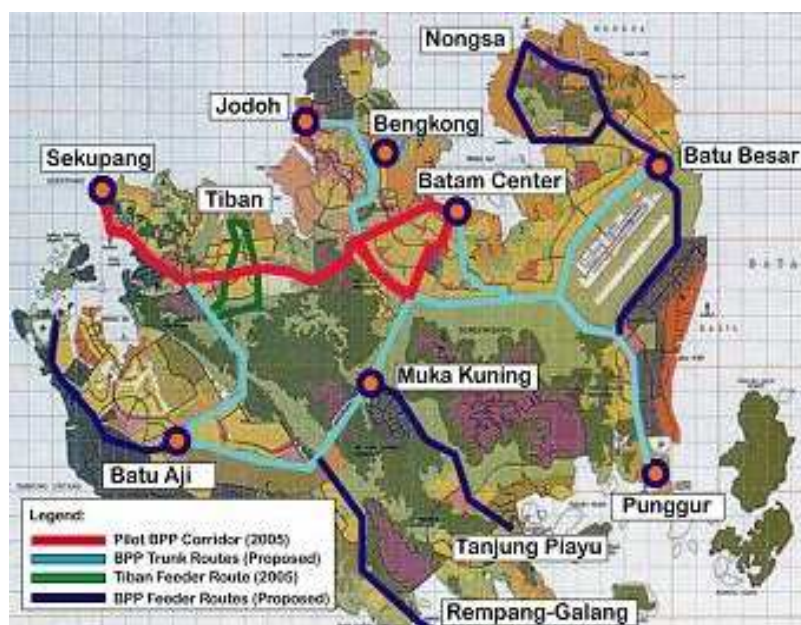 Nongsa
Jodoh
Bengkong
Sekupang
Batu Besar
Tiban
Batam Center
Muka Kuning
Batu Aji
Punggur
Tanjung Piayu
Rempang-Galang
Legend:
Pilot BPP Corridor (2005)
BPP Trunk Routes (Proposed)
Tiban Feeder Route (2005)
BPP Feeder Routes (Proposed)